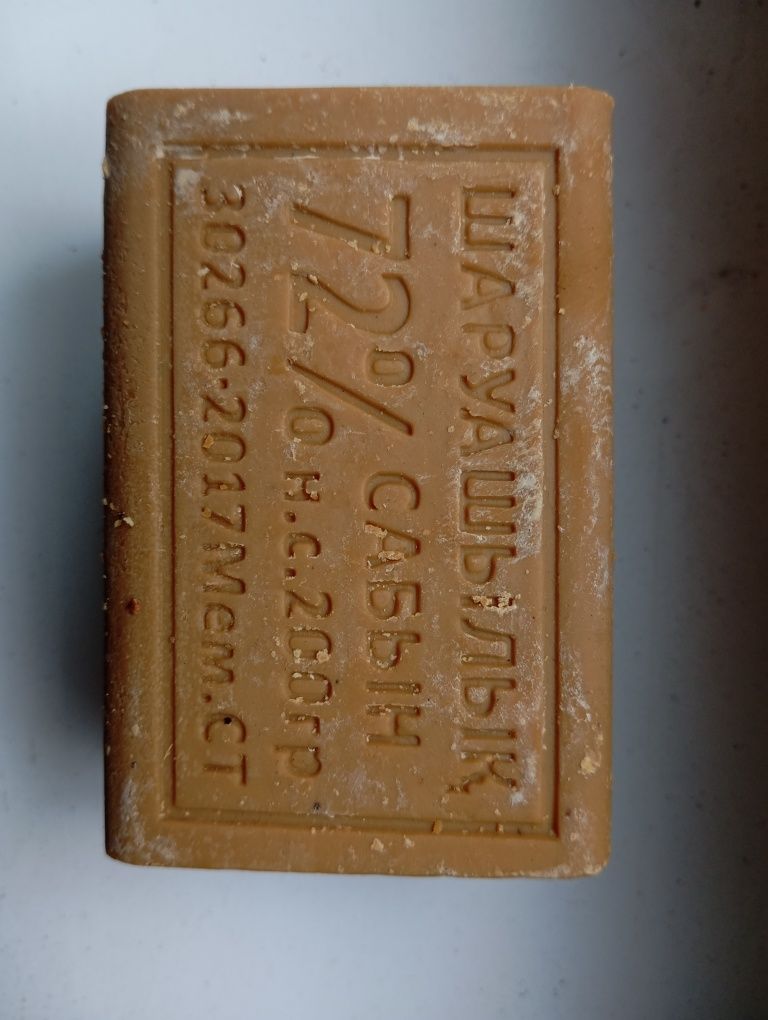 ШАРУАШЫЛЫҚ
72% САБЫН
н.с.200гр
30266-2017Мем.СТ